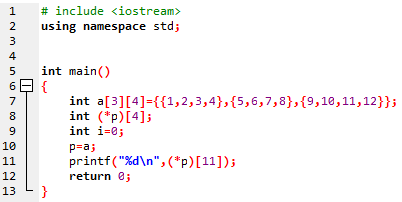 1 # include <iostream>
2 using namespace std;
3
4
5 int main()
6 {
7 int a[3][4]={{1,2,3,4},{5,6,7,8},{9,10,11,12}};
8 int (*p)[4];
9 int i=0;
10 p=a;
11 printf("%d\n",(*p)[11]);
12 return 0;
13 }